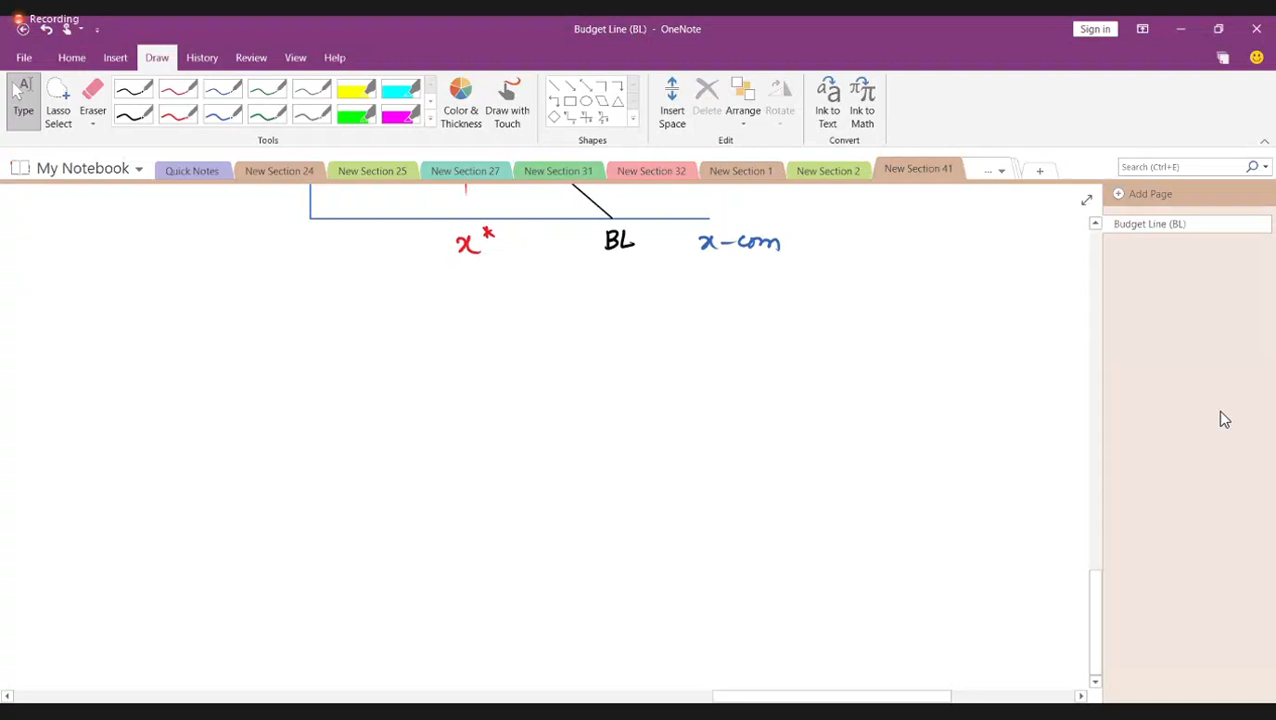 Recording
Budget Line (BL) - OneNote
Sign in
File Home Insert Draw History Review View Help
Type
Lasso Select
Eraser
Color & Thickness
Draw with Touch
Insert Space
Delete
Arrange
Rotate
Ink to Text
Ink to Math
Tools
Shapes
Edit
Convert
My Notebook
Quick Notes
New Section 24
New Section 25
New Section 27
New Section 31
New Section 32
New Section 1
New Section 2
New Section 41
...
Search (Ctrl+E)
Add Page
Budget Line (BL)
x* BL x-com